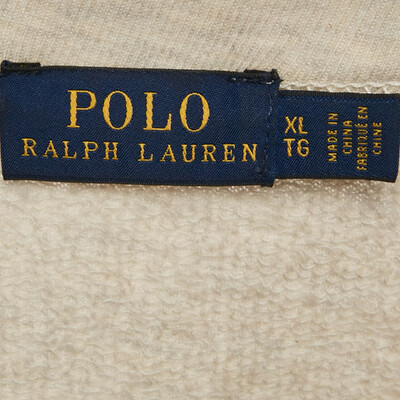 POLO
RALPH LAUREN
XL
TG
MADE IN
CHINA
FABRIQUÉ EN
CHINE